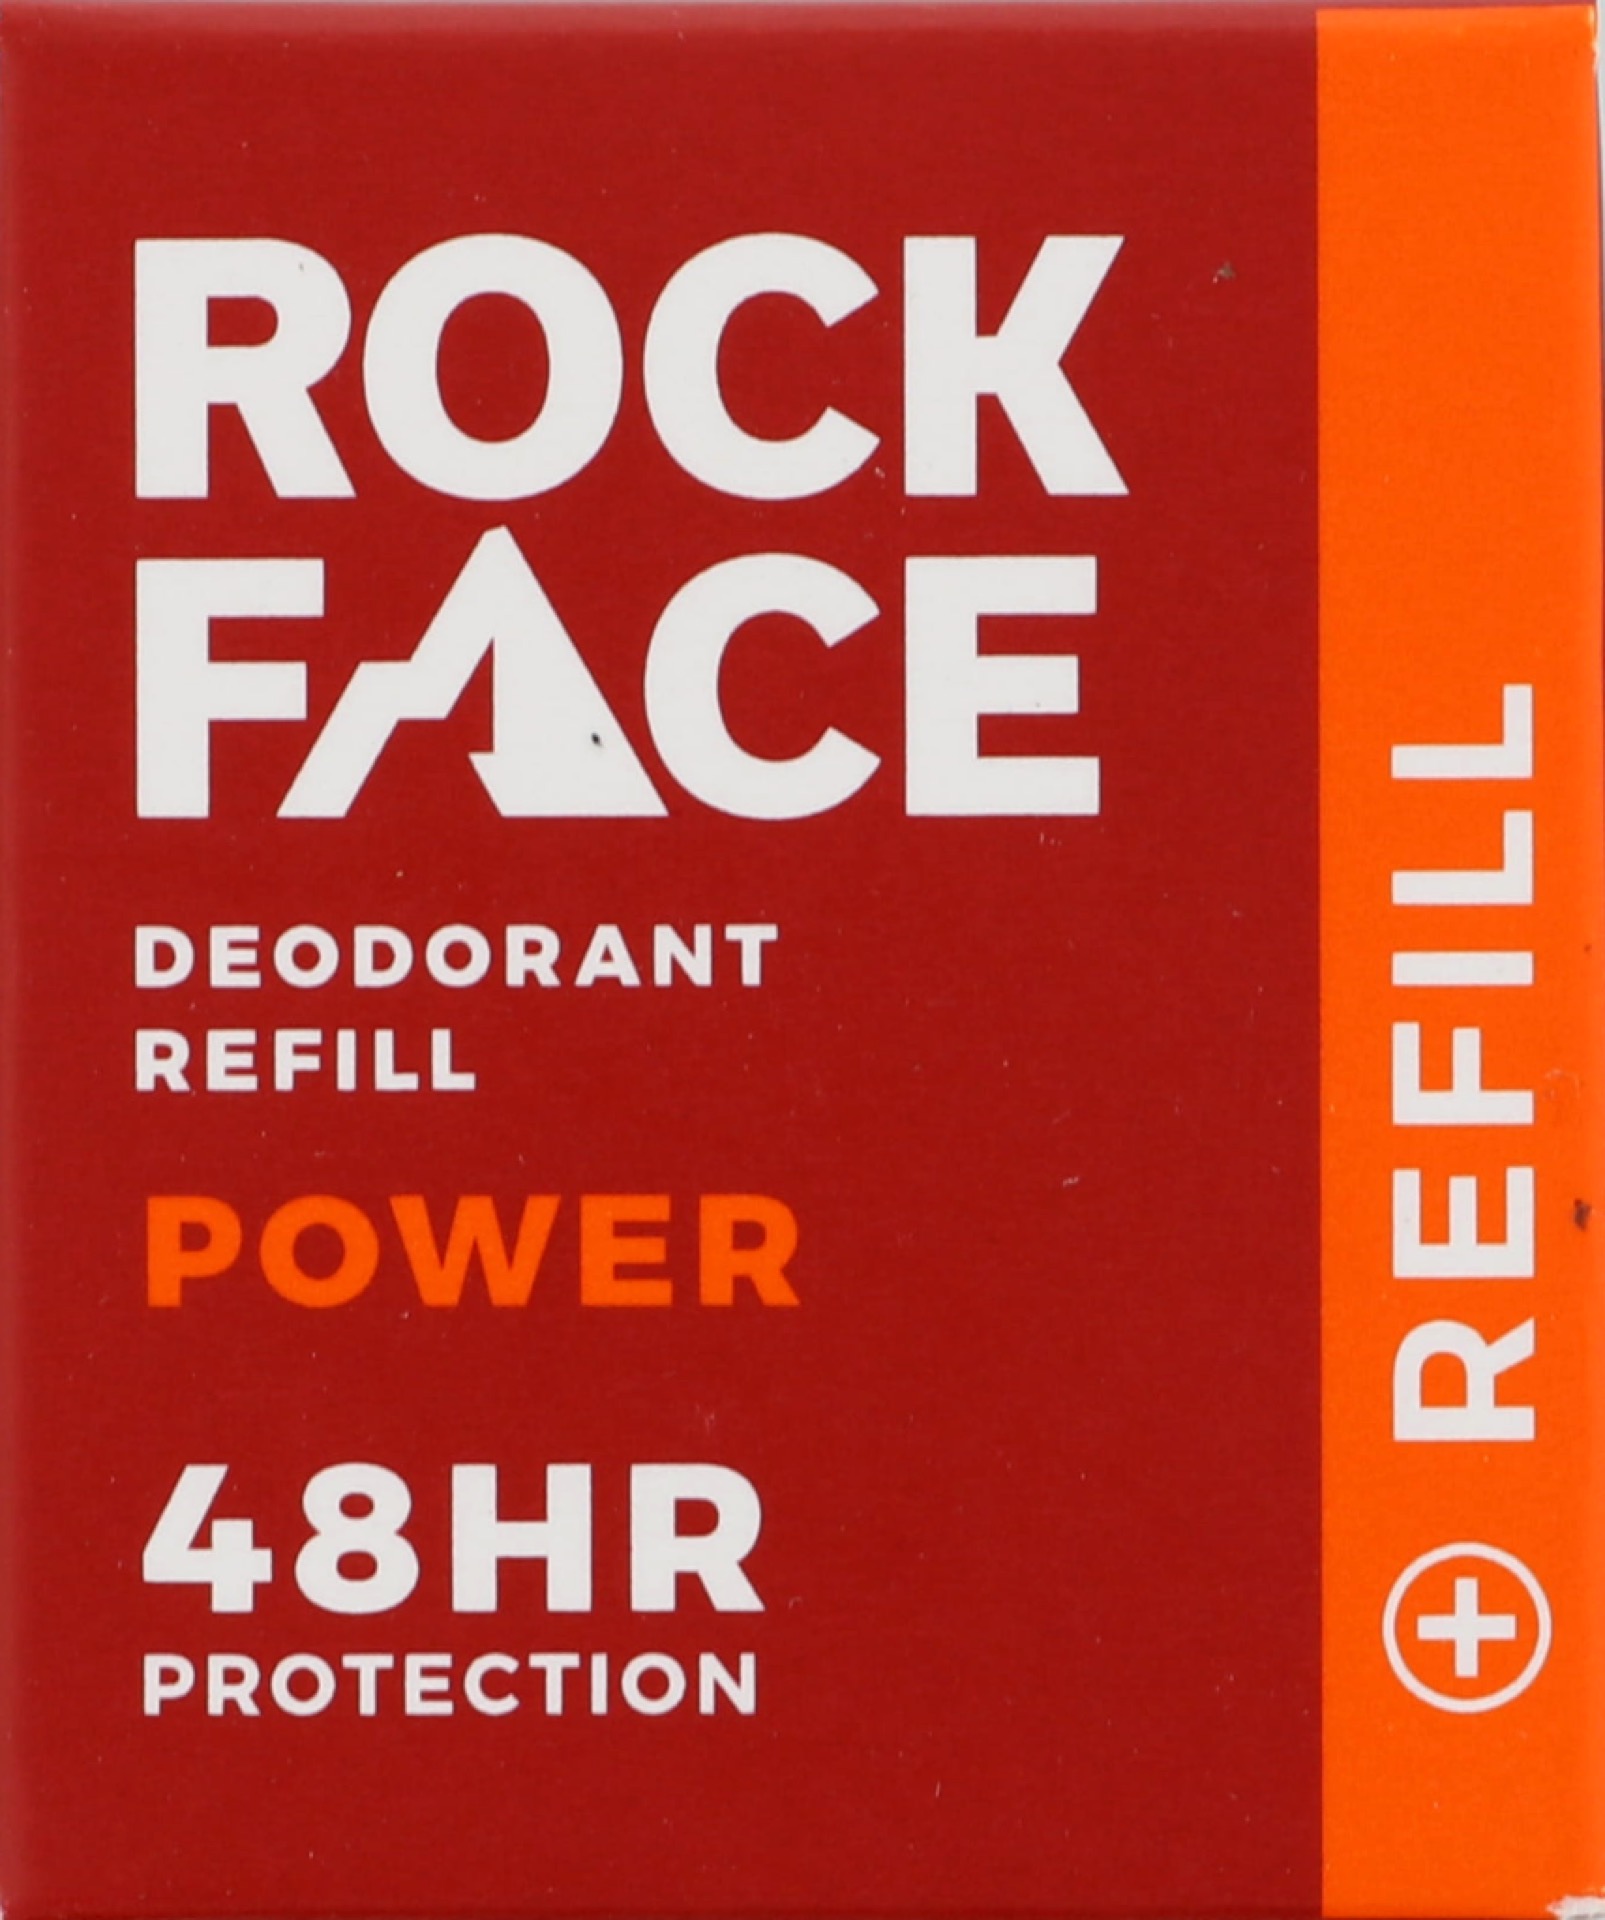 ROCK
FACE
DEODORANT
REFILL
POWER
48HR
PROTECTION
REFILL